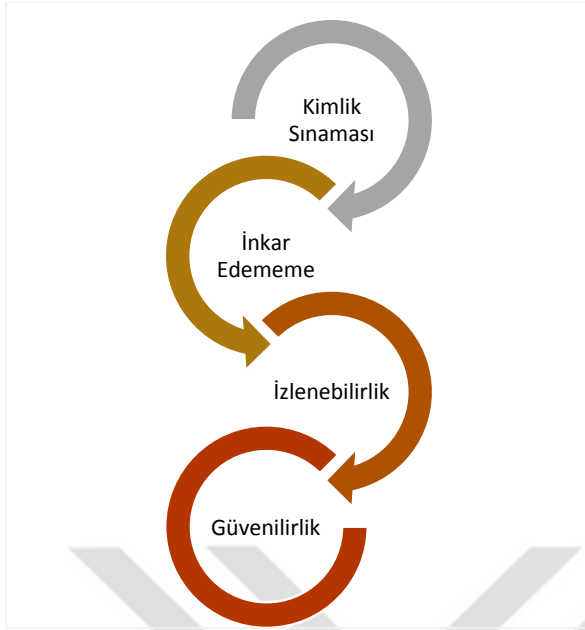 Kimlik
Sınaması
İnkar
Edememe
İzlenebilirlik
Güvenilirlik